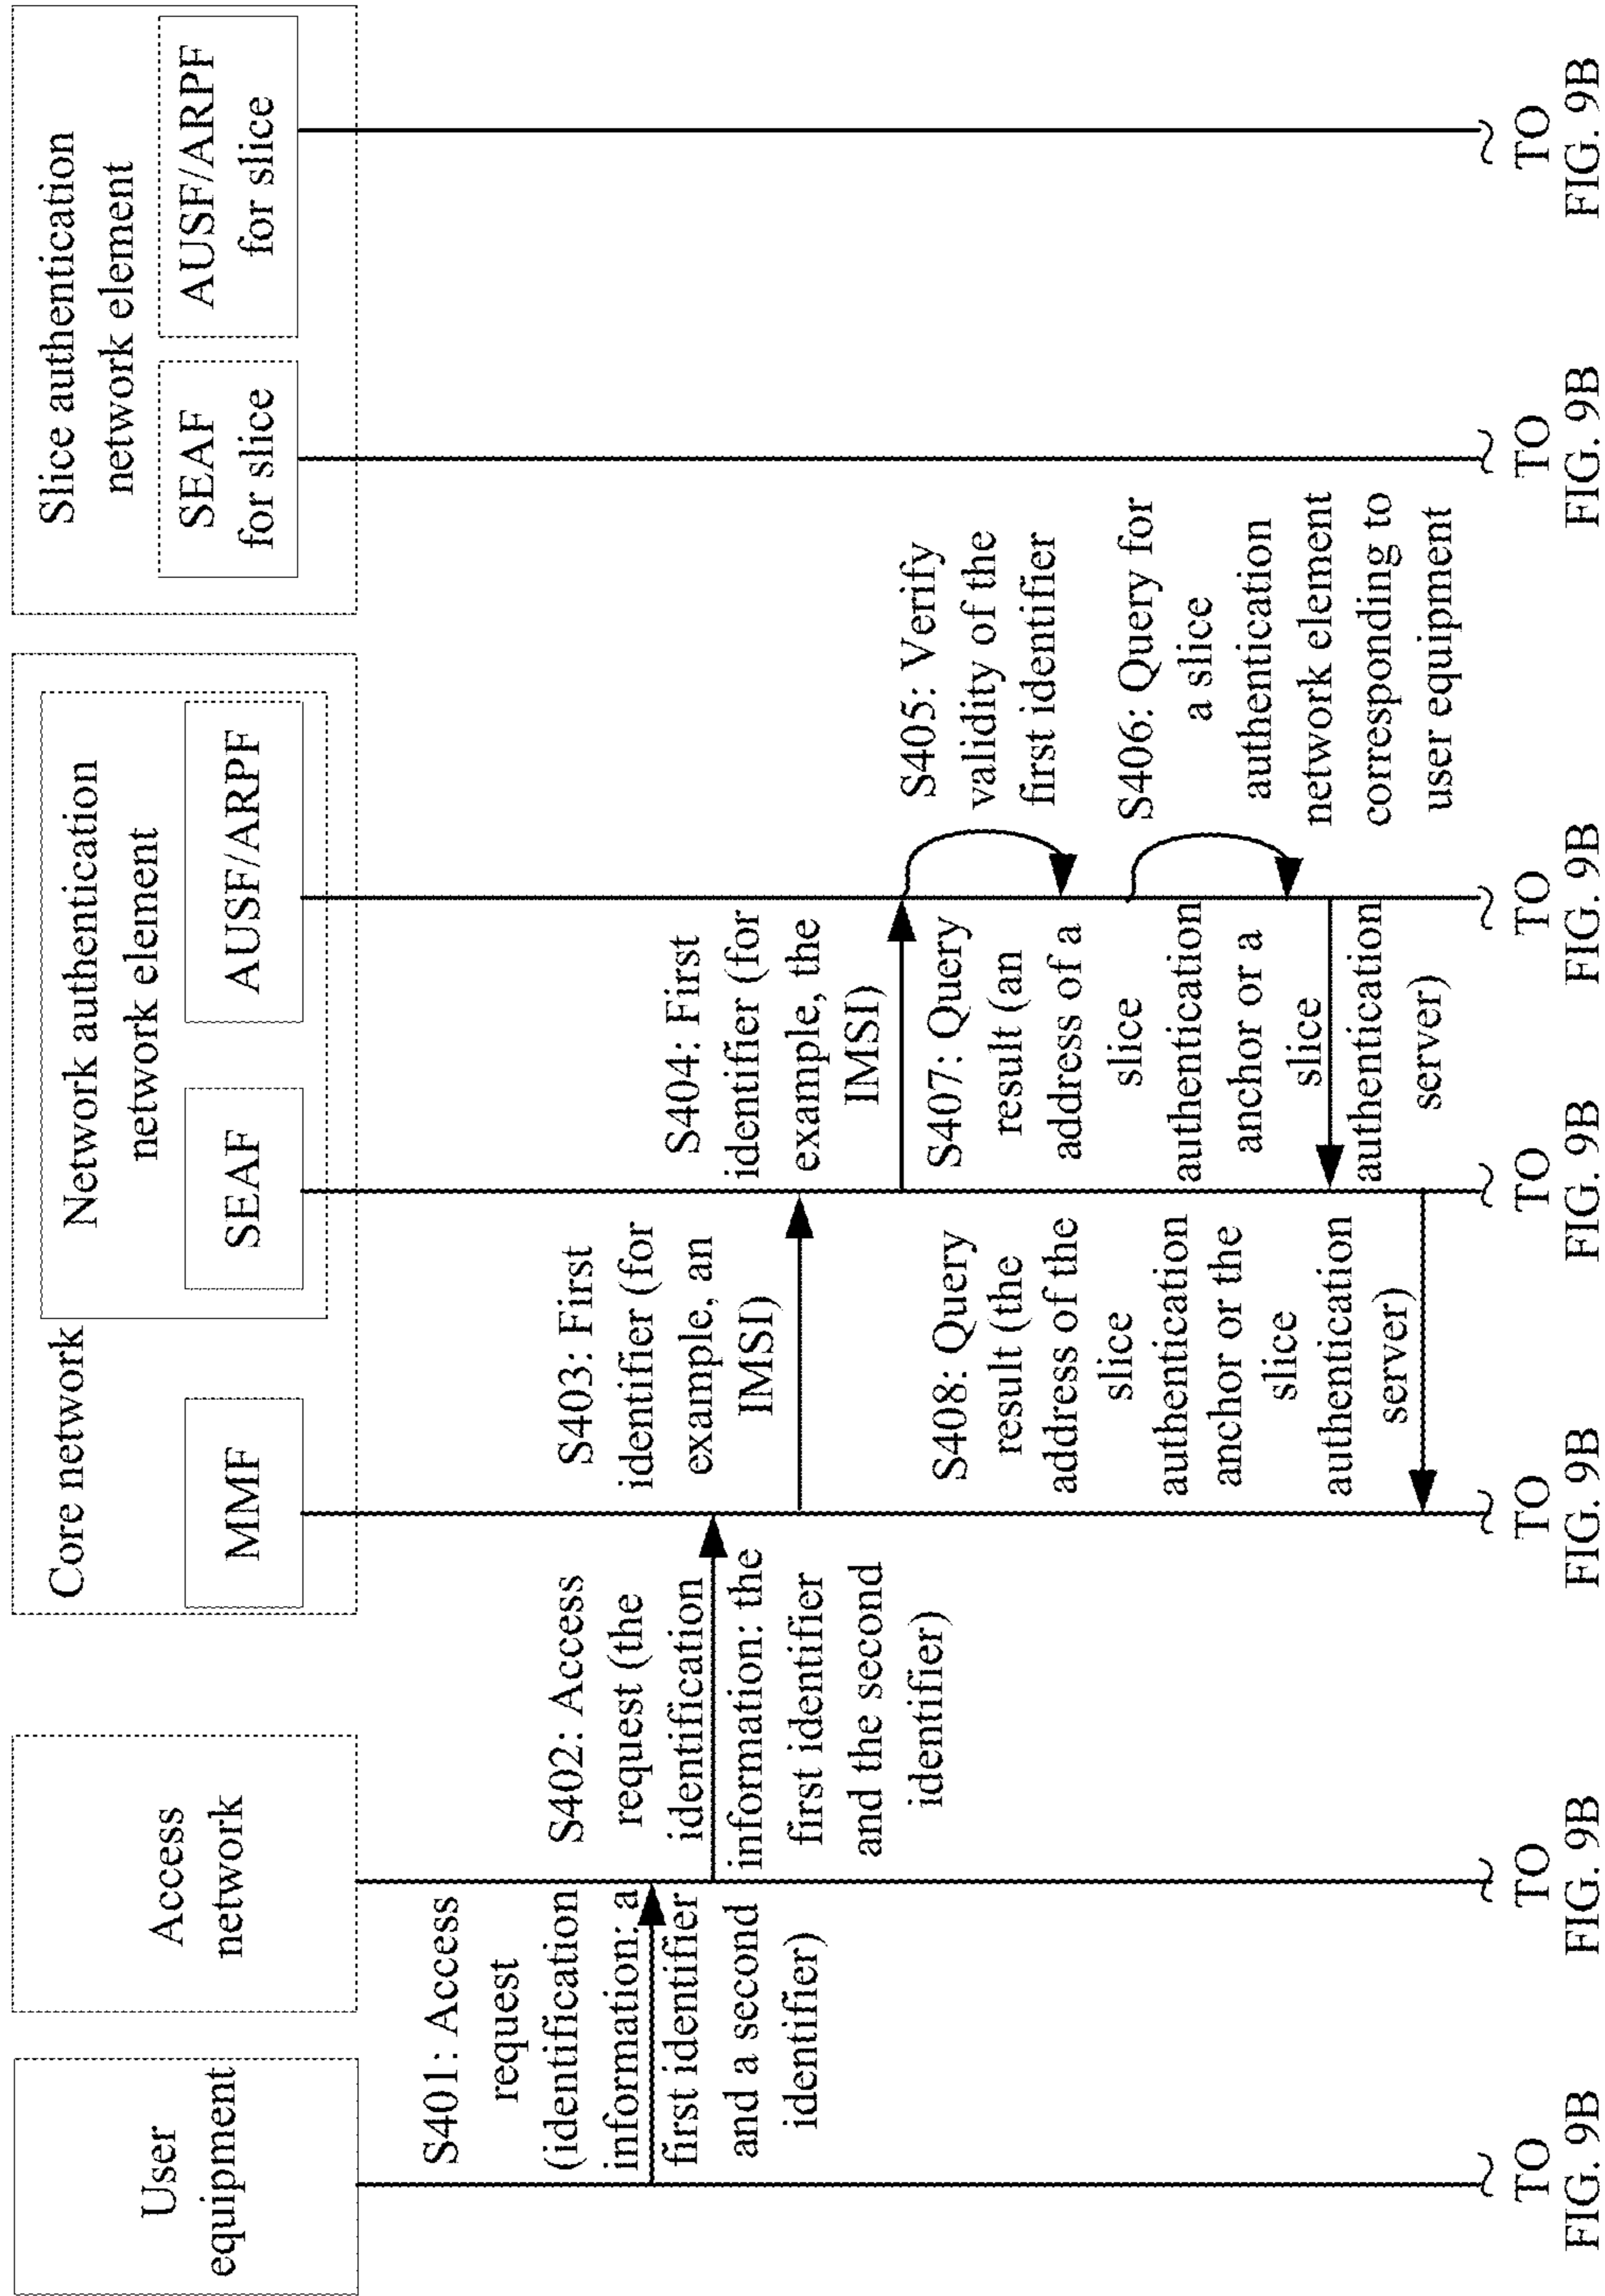 User
equipment
Access
network
Core network
MMF
Network authentication
network element
SEAF
AUSF/ARPF
Slice authentication
network element
SEAF
for slice
AUSF/ARPF
for slice
S401: Access
request
(identification
information: a
first identifier
and a second
identifier)
S402: Access
request (the
identification
information: the
first identifier
and the second
identifier)
S403: First
identifier (for
example, an
IMSI)
S404: First
identifier (for
example, the
IMSI)
S405: Verify
validity of the
first identifier
S406: Query for
a slice
authentication
network element
corresponding to
user equipment
S407: Query
result (an
address of a
slice
authentication
anchor or a
slice
authentication
server)
S408: Query
result (the
address of the
slice
authentication
anchor or the
slice
authentication
server)
TO
FIG. 9B
TO
FIG. 9B
TO
FIG. 9B
TO
FIG. 9B
TO
FIG. 9B
TO
FIG. 9B
TO
FIG. 9B